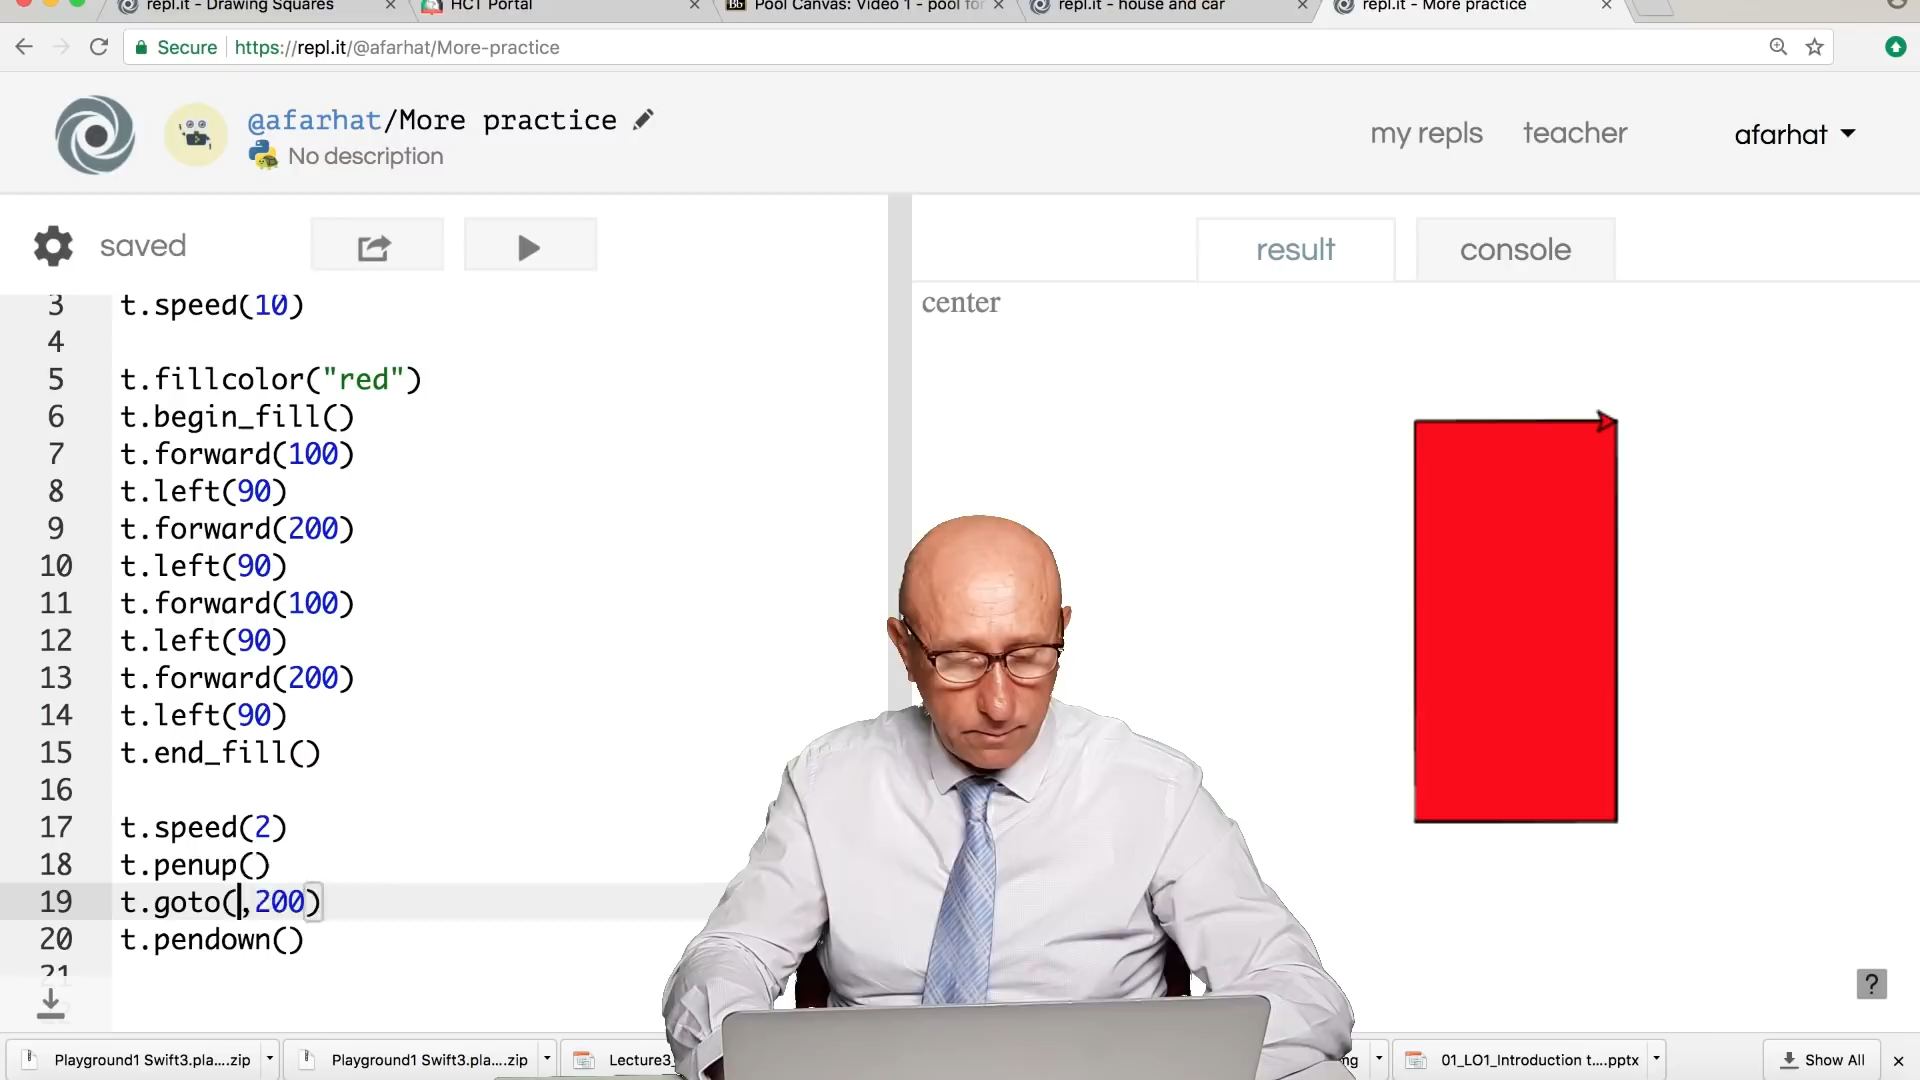 repl.it - Drawing Squares
HCT Portal
Pool Canvas: Video 1 - pool for
repl.it - house and car
repl.it - More practice
Secure
https://repl.it/@afarhat/More-practice
@afarhat/More practice
No description
my repls
teacher
afarhat
saved
result
console
3 t.speed(10)
4
5 t.fillcolor("red")
6 t.begin_fill()
7 t.forward(100)
8 t.left(90)
9 t.forward(200)
10 t.left(90)
11 t.forward(100)
12 t.left(90)
13 t.forward(200)
14 t.left(90)
15 t.end_fill()
16
17 t.speed(2)
18 t.penup()
19 t.goto(,200)
20 t.pendown()
21
center
?
Playground1 Swift3.pla....zip
Playground1 Swift3.pla....zip
Lecture3
01_LO1_Introduction t....pptx
Show All